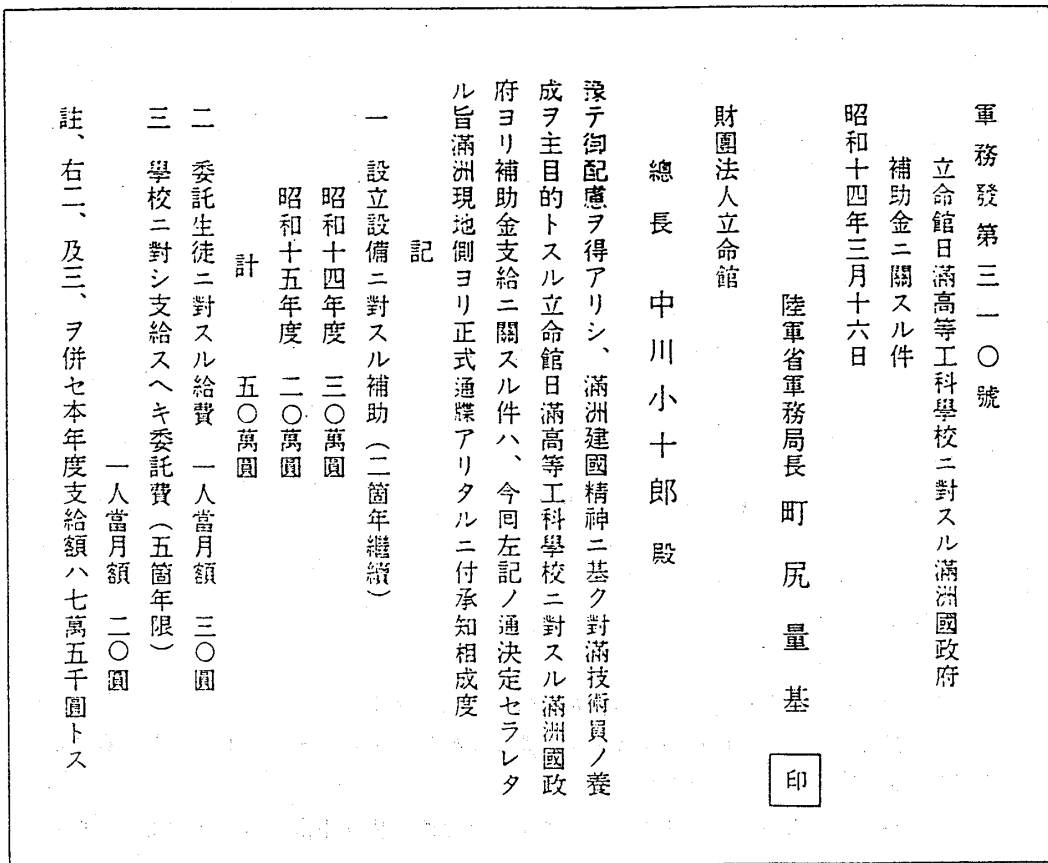 軍務發第三一〇號
立命館日滿高等工科學校ニ對スル滿洲國政府
補助金ニ關スル件
昭和十四年三月十六日
陸軍省軍務局長 町尻量基 印
財團法人立命館
總長 中川小十郎殿
豫テ御配慮ヲ得アリシ、滿洲建國精神ニ基ク對滿技術員ノ養
成ヲ主目的トスル立命館日滿高等工科學校ニ對スル滿洲國政
府ヨリ補助金支給ニ關スル件ハ、今囘左記ノ通決定セラレタ
ル旨滿洲現地側ヨリ正式通牒アリタルニ付承知相成度
記
一 設立設備ニ對スル補助(二箇年繼續)
昭和十四年度 三〇萬圓
昭和十五年度 二〇萬圓
計 五〇萬圓
二 委託生徒ニ對スル給費 一人當月額 三〇圓
三 學校ニ對シ支給スヘキ委託費(五箇年限)
一人當月額 二〇圓
註、右二、及三、ヲ併セ本年度支給額ハ七萬五千圓トス